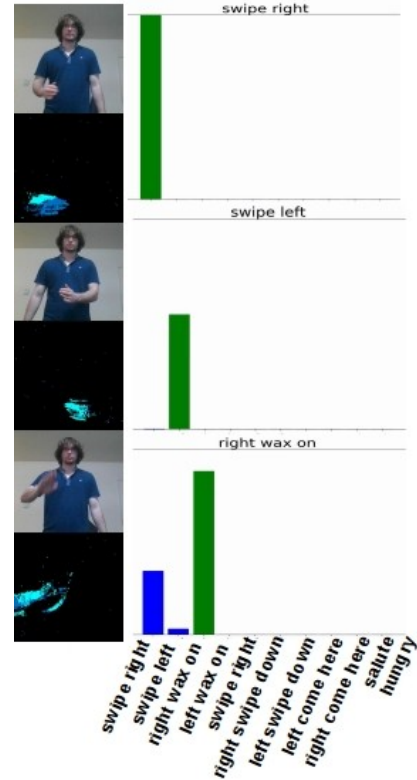 swipe right
swipe left
right wax on
swipe right
swipe left
right wax on
left wax on
swipe right
right swipe down
left swipe down
left come here
right come here
salute
hungry